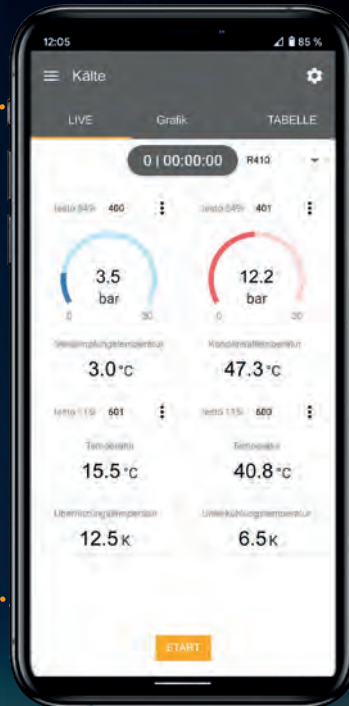 12:05 85 %
Kälte
LIVE Grafik TABELLE
0 | 00:00:00 R410
testo 549i 400 testo 549i 401
3.5 12.2
bar bar
0 30 0 30
Verdampfungstemperatur Kondensattemperatur
3.0 °C 47.3 °C
testo 115i 601 testo 115i 600
Temperatur Temperatur
15.5 °C 40.8 °C
Überhitzungstemperatur Unterkühlungstemperatur
12.5 K 6.5 K
START